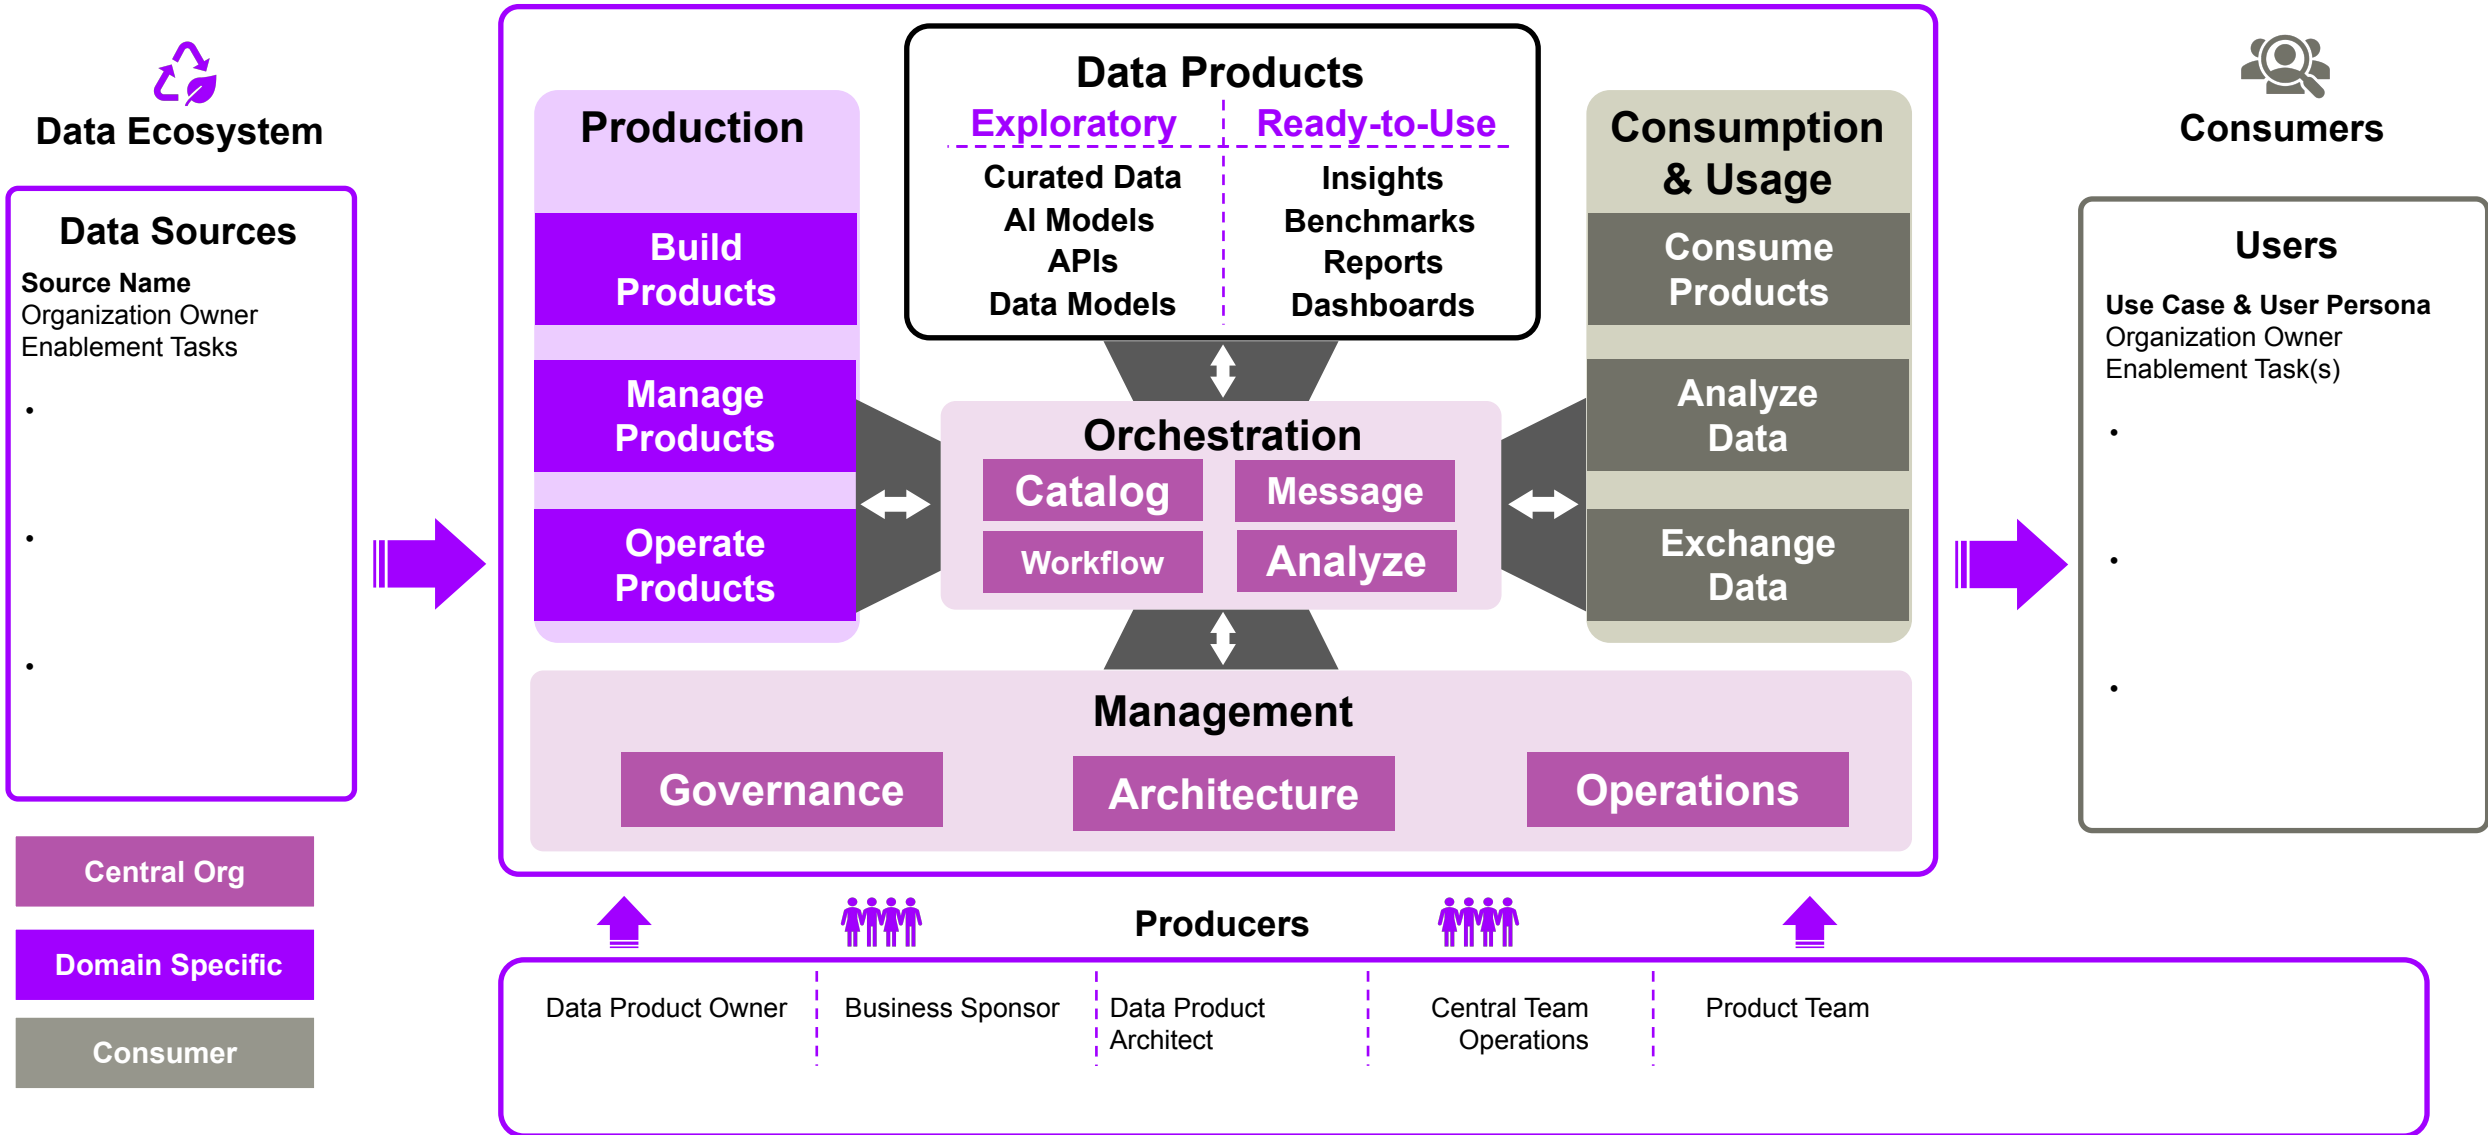 Data Ecosystem
Data Sources
Source Name
Organization Owner
Enablement Tasks
•
•
•
Central Org
Domain Specific
Consumer
Production
Build
Products
Manage
Products
Operate
Products
Data Products
Exploratory
Ready-to-Use
Curated Data
AI Models
APIs
Data Models
Insights
Benchmarks
Reports
Dashboards
Orchestration
Catalog
Message
Workflow
Analyze
Consumption
& Usage
Consume
Products
Analyze
Data
Exchange
Data
Management
Governance
Architecture
Operations
Consumers
Users
Use Case & User Persona
Organization Owner
Enablement Task(s)
•
•
•
Producers
Data Product Owner
Business Sponsor
Data Product
Architect
Central Team
Operations
Product Team